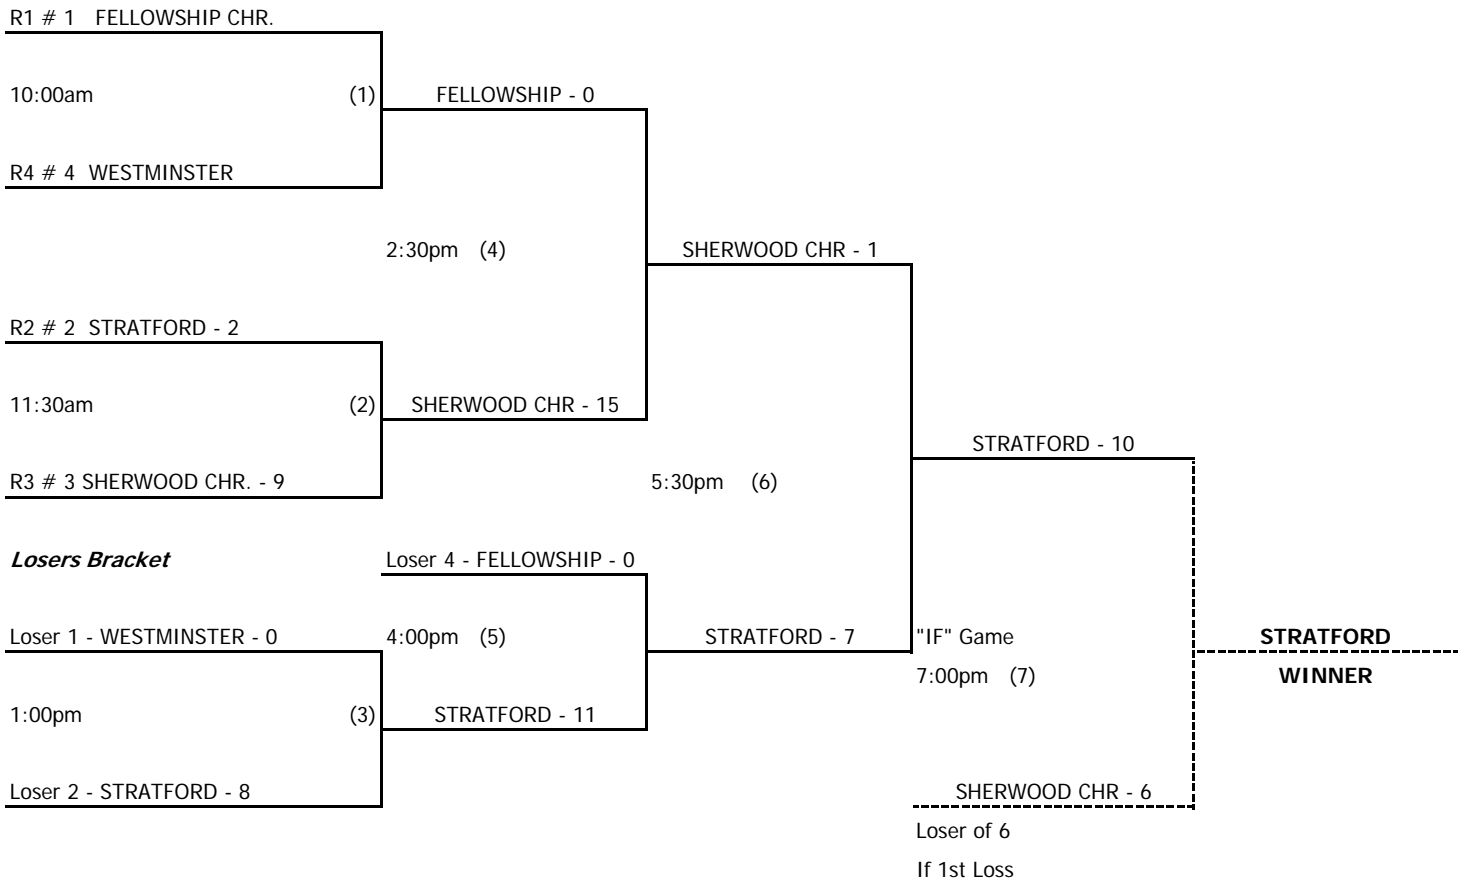 R1 # 1 FELLOWSHIP CHR.
10:00am (1) FELLOWSHIP - 0
R4 # 4 WESTMINSTER
2:30pm (4) SHERWOOD CHR - 1
R2 # 2 STRATFORD - 2
11:30am (2) SHERWOOD CHR - 15
STRATFORD - 10
R3 # 3 SHERWOOD CHR. - 9 5:30pm (6)
Losers Bracket Loser 4 - FELLOWSHIP - 0
Loser 1 - WESTMINSTER - 0 4:00pm (5) STRATFORD - 7 "IF" Game STRATFORD
7:00pm (7) WINNER
1:00pm (3) STRATFORD - 11
Loser 2 - STRATFORD - 8 SHERWOOD CHR - 6
Loser of 6
If 1st Loss